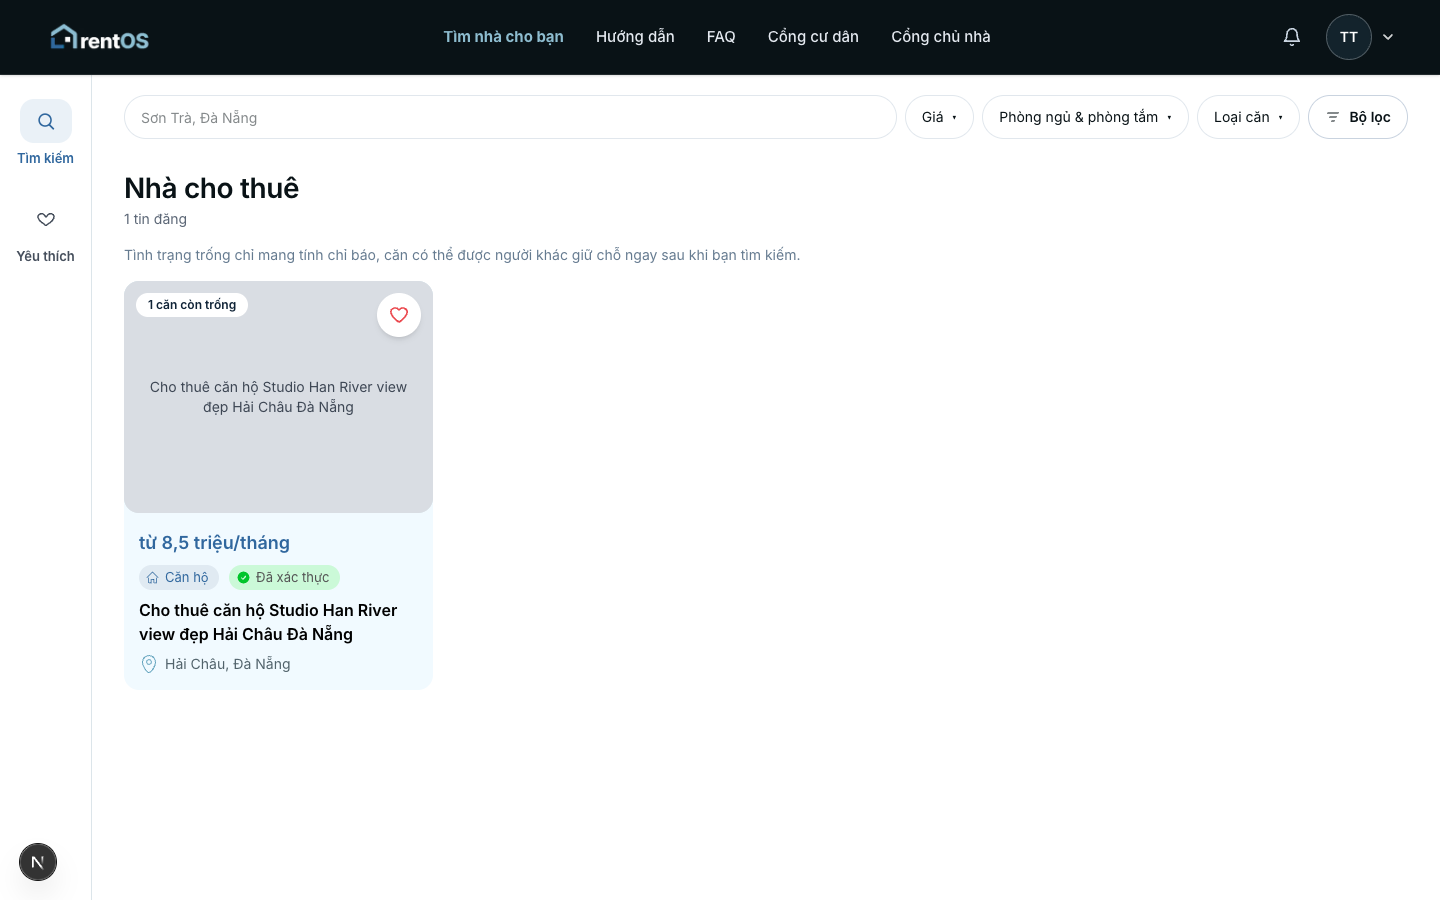 rentOS
Tìm nhà cho bạn
Hướng dẫn
FAQ
Cổng cư dân
Cổng chủ nhà
TT
Tìm kiếm
Yêu thích
Sơn Trà, Đà Nẵng
Giá
Phòng ngủ & phòng tắm
Loại căn
Bộ lọc
Nhà cho thuê
1 tin đăng
Tình trạng trống chỉ mang tính chỉ báo, căn có thể được người khác giữ chỗ ngay sau khi bạn tìm kiếm.
1 căn còn trống
Cho thuê căn hộ Studio Han River view
đẹp Hải Châu Đà Nẵng
từ 8,5 triệu/tháng
Căn hộ
Đã xác thực
Cho thuê căn hộ Studio Han River
view đẹp Hải Châu Đà Nẵng
Hải Châu, Đà Nẵng
N